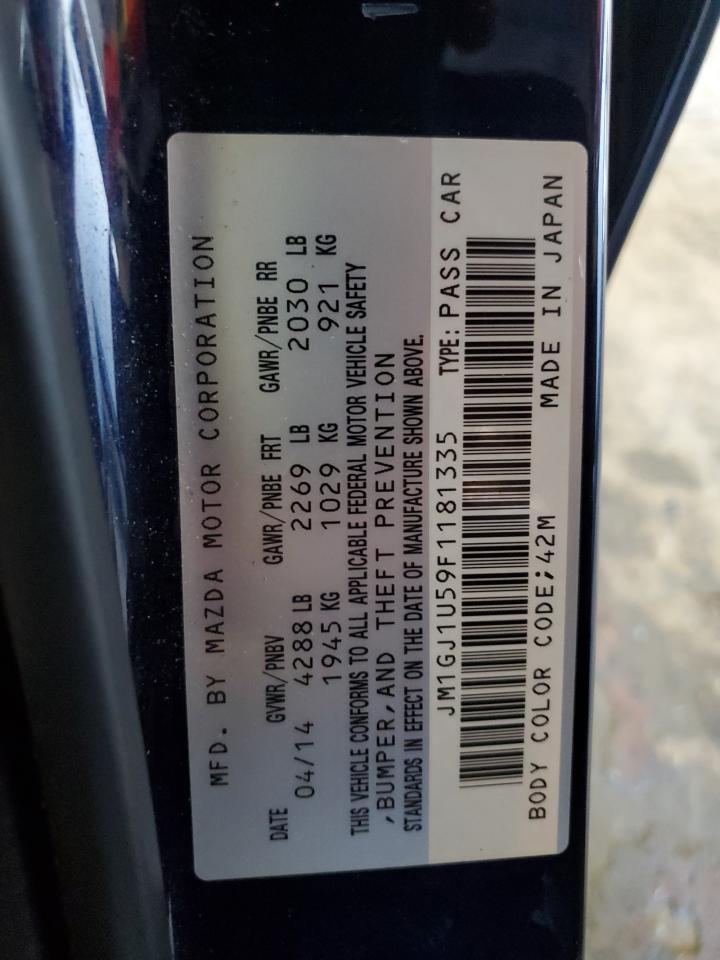 MFD. BY MAZDA MOTOR CORPORATION
DATE GVWR/PNBV GAWR/PNBE FRT GAWR/PNBE RR
04/14 4288 LB 2269 LB 2030 LB
1945 KG 1029 KG 921 KG
THIS VEHICLE CONFORMS TO ALL APPLICABLE FEDERAL MOTOR VEHICLE SAFETY
,BUMPER,AND THEFT PREVENTION
STANDARDS IN EFFECT ON THE DATE OF MANUFACTURE SHOWN ABOVE.
JM1GJ1U59F1181335 TYPE: PASS CAR
BODY COLOR CODE;42M MADE IN JAPAN